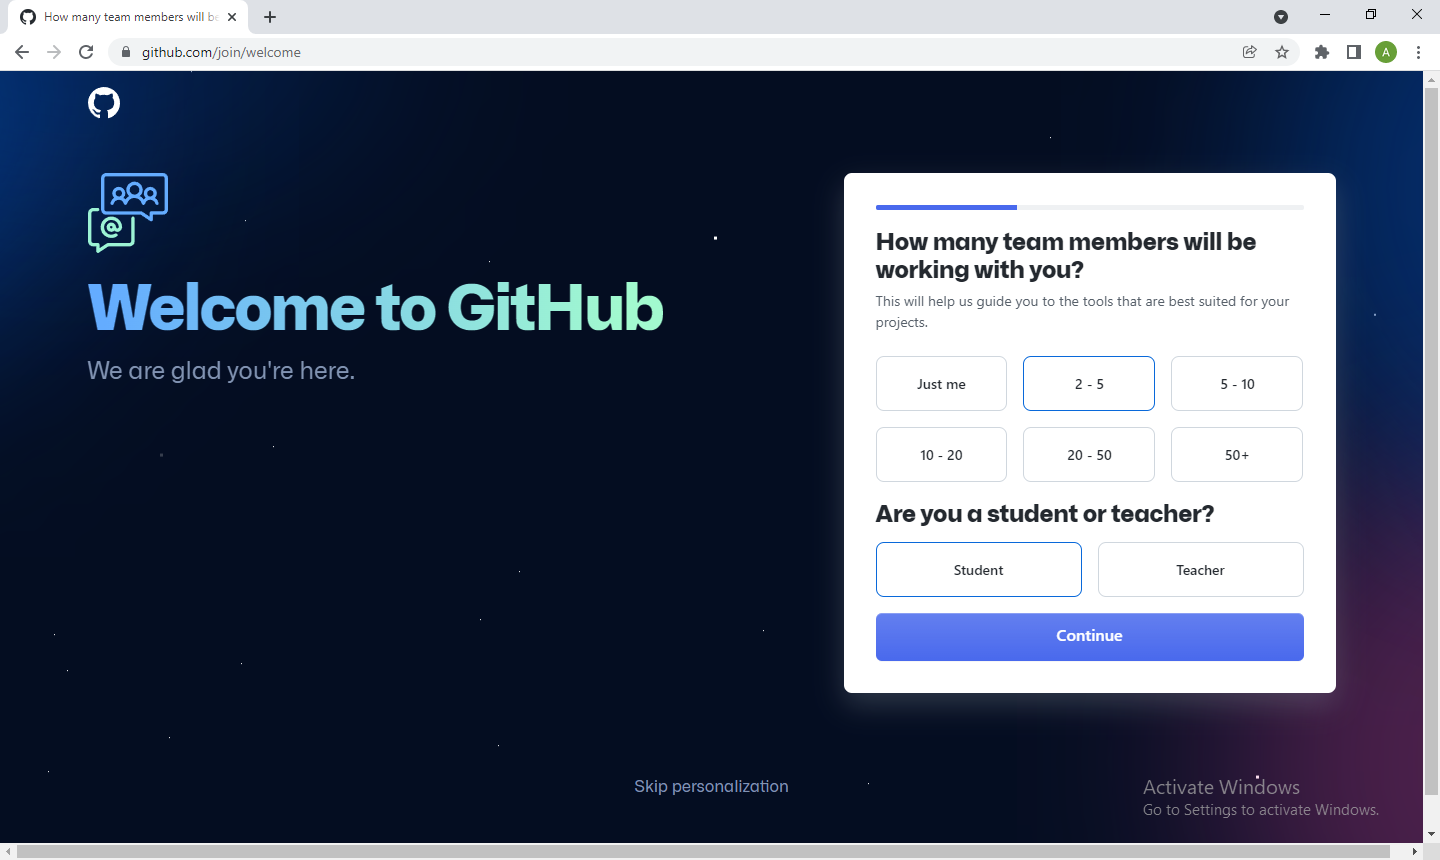 How many team members will be
github.com/join/welcome
A
@
Welcome to GitHub
We are glad you're here.
How many team members will be
working with you?
This will help us guide you to the tools that are best suited for your
projects.
Just me
2 - 5
5 - 10
10 - 20
20 - 50
50+
Are you a student or teacher?
Student
Teacher
Continue
Skip personalization
Activate Windows
Go to Settings to activate Windows.